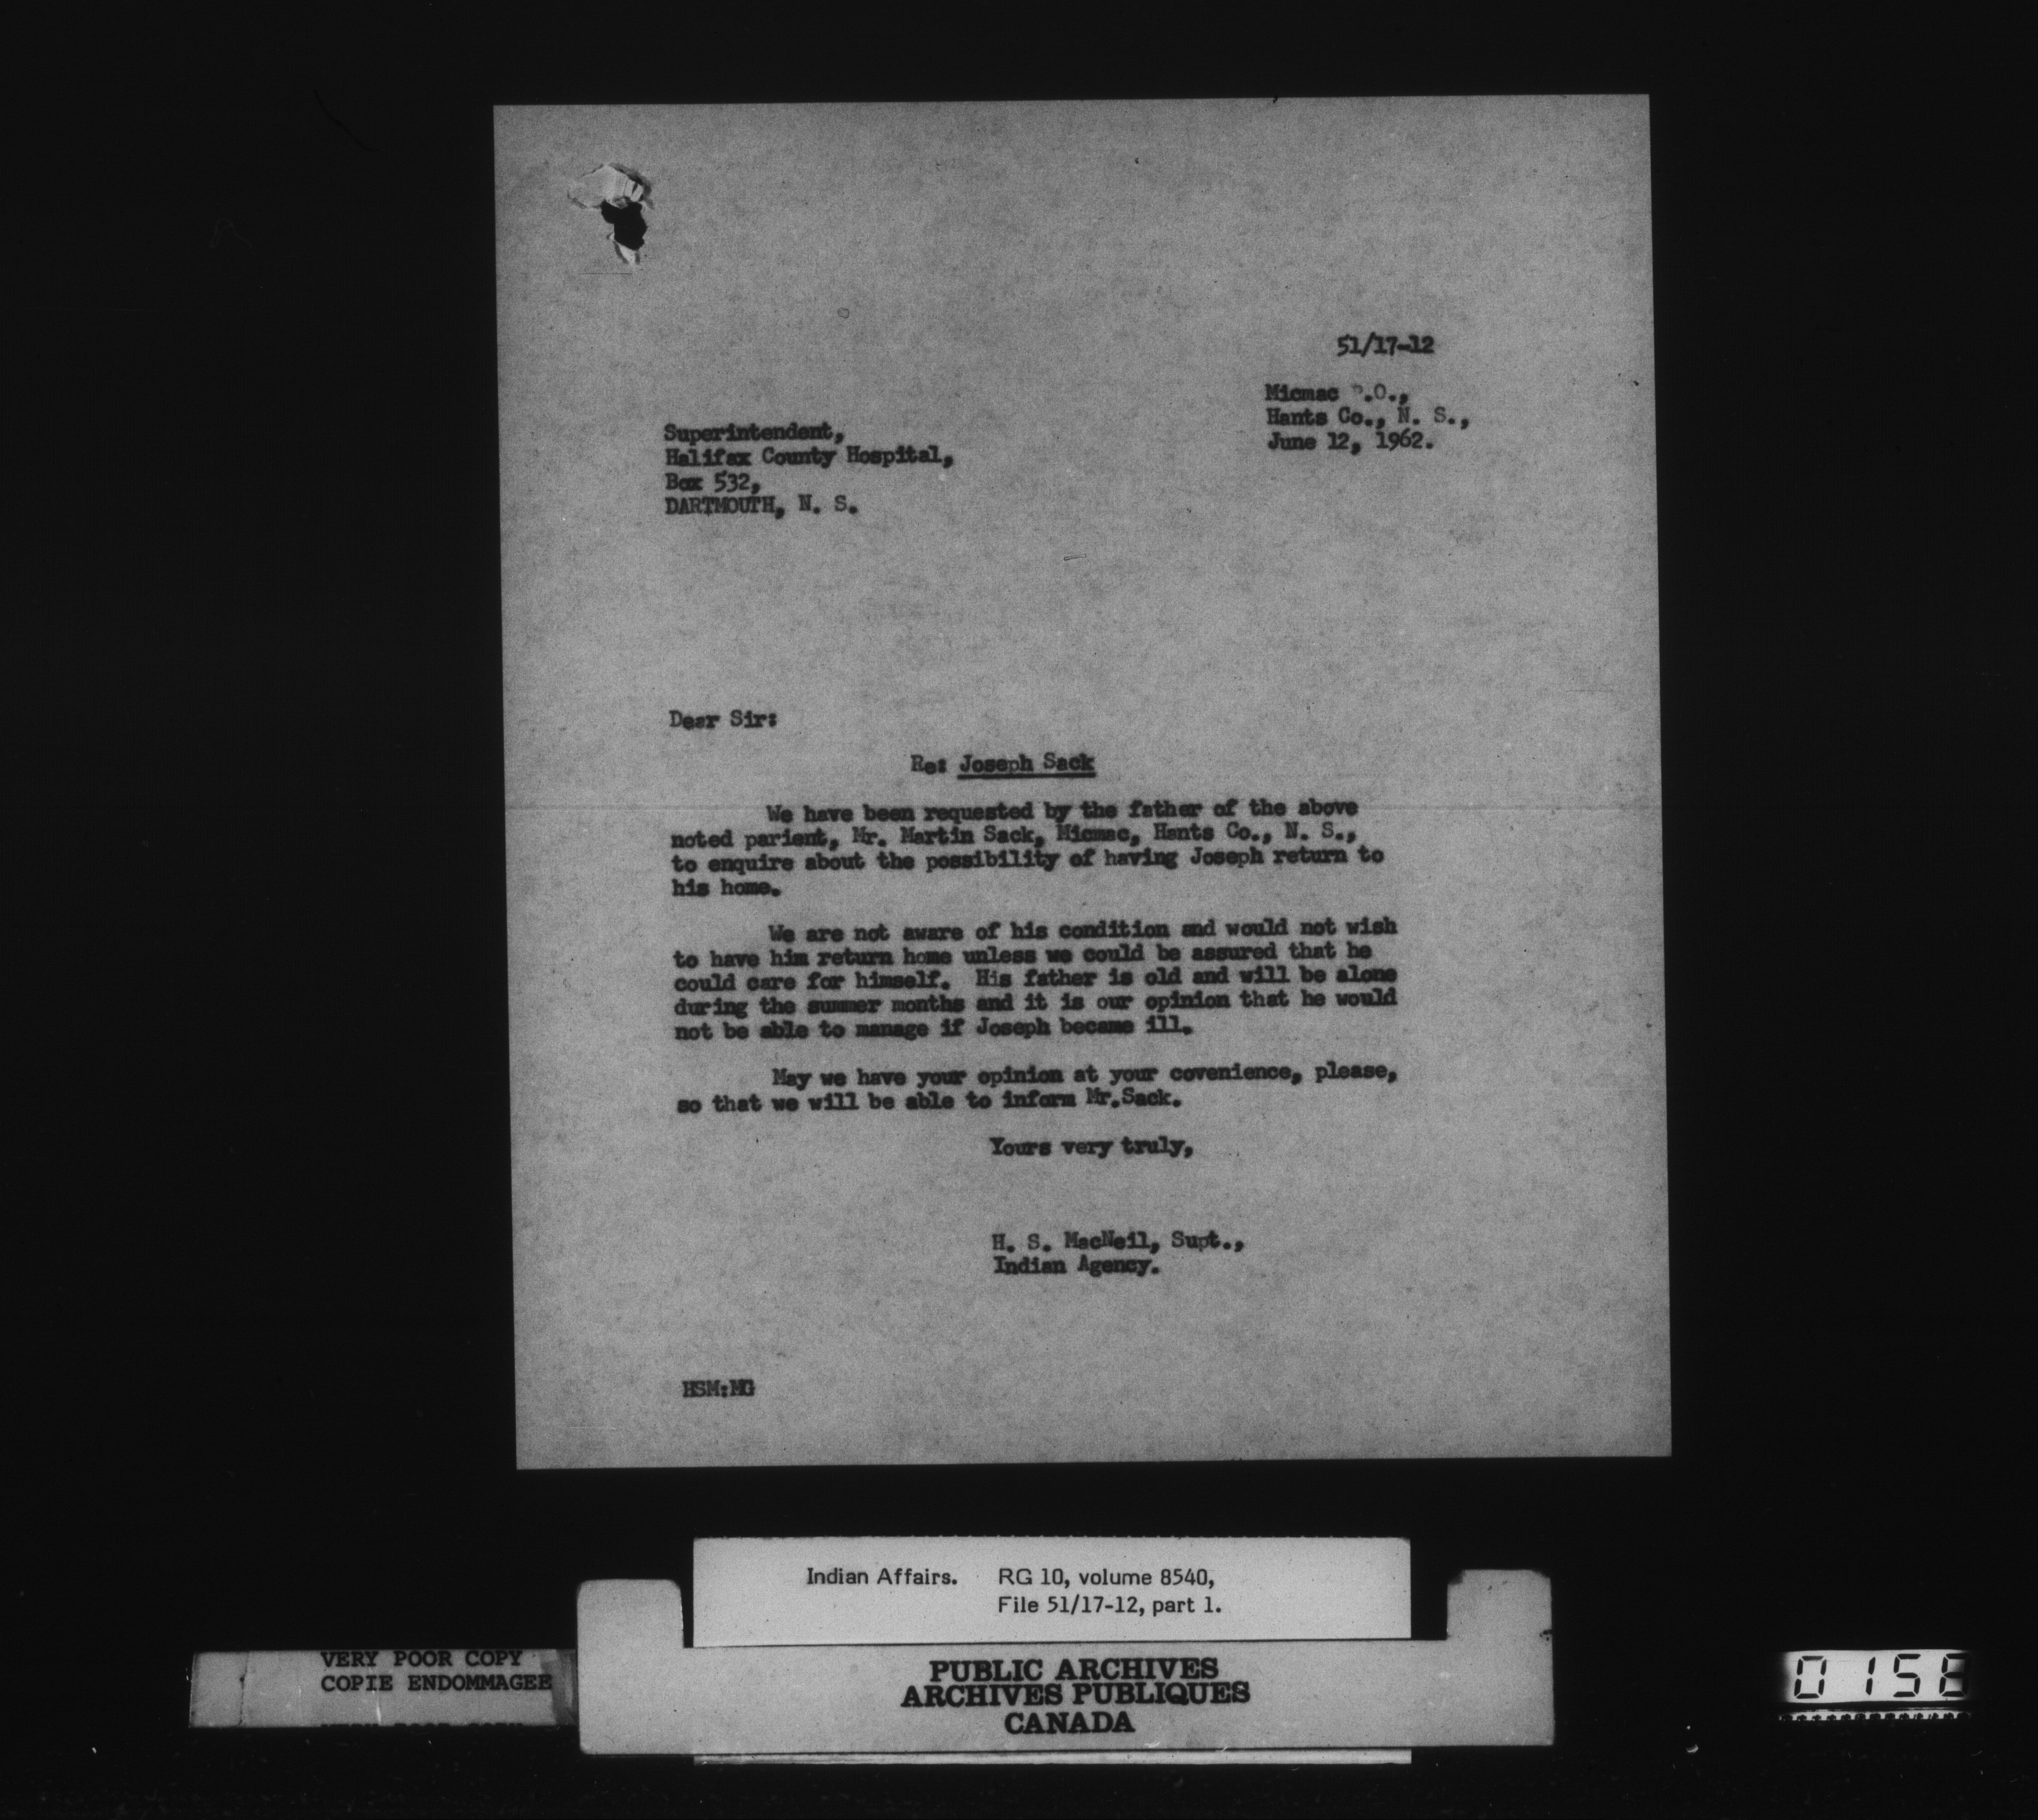 51/17-12
Micmac P.O.,
Hants Co., N. S.,
June 12, 1962.
Superintendent,
Halifax County Hospital,
Box 532,
DARTMOUTH, N. S.
Dear Sir:
Re: Joseph Sack
We have been requested by the father of the above
noted parient, Mr. Martin Sack, Micmac, Hants Co., N. S.,
to enquire about the possibility of having Joseph return to
his home.
We are not aware of his condition and would not wish
to have him return home unless we could be assured that he
could care for himself. His father is old and will be alone
during the summer months and it is our opinion that he would
not be able to manage if Joseph became ill.
May we have your opinion at your covenience, please,
so that we will be able to inform Mr.Sack.
Yours very truly,
H. S. MacNeil, Supt.,
Indian Agency.
HSM:MG
Indian Affairs. RG 10, volume 8540,
File 51/17-12, part 1.
VERY POOR COPY
COPIE ENDOMMAGEE
PUBLIC ARCHIVES
ARCHIVES PUBLIQUES
CANADA